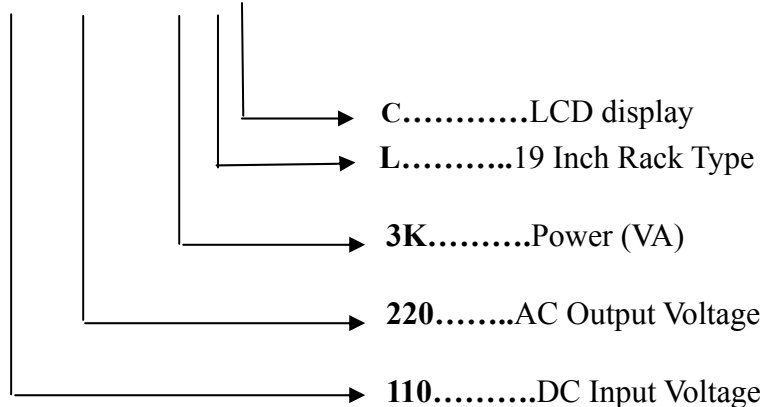 C…………LCD display
L………..19 Inch Rack Type
3K……….Power (VA)
220……..AC Output Voltage
110……….DC Input Voltage